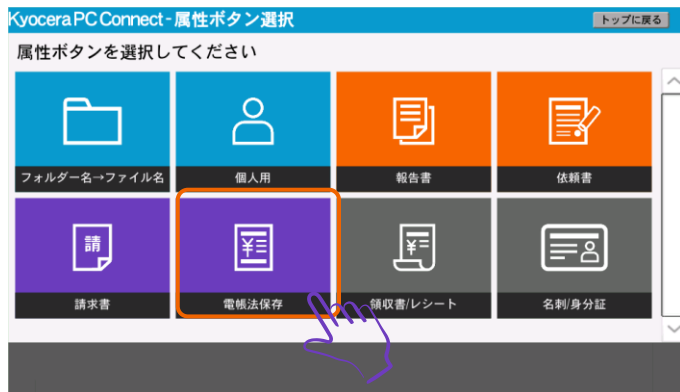 Kyocera PC Connect - 属性ボタン選択
トップに戻る
属性ボタンを選択してください
フォルダー名→ファイル名
個人用
報告書
依頼書
請
¥
¥
請求書
電帳法保存
領収書/レシート
名刺/身分証